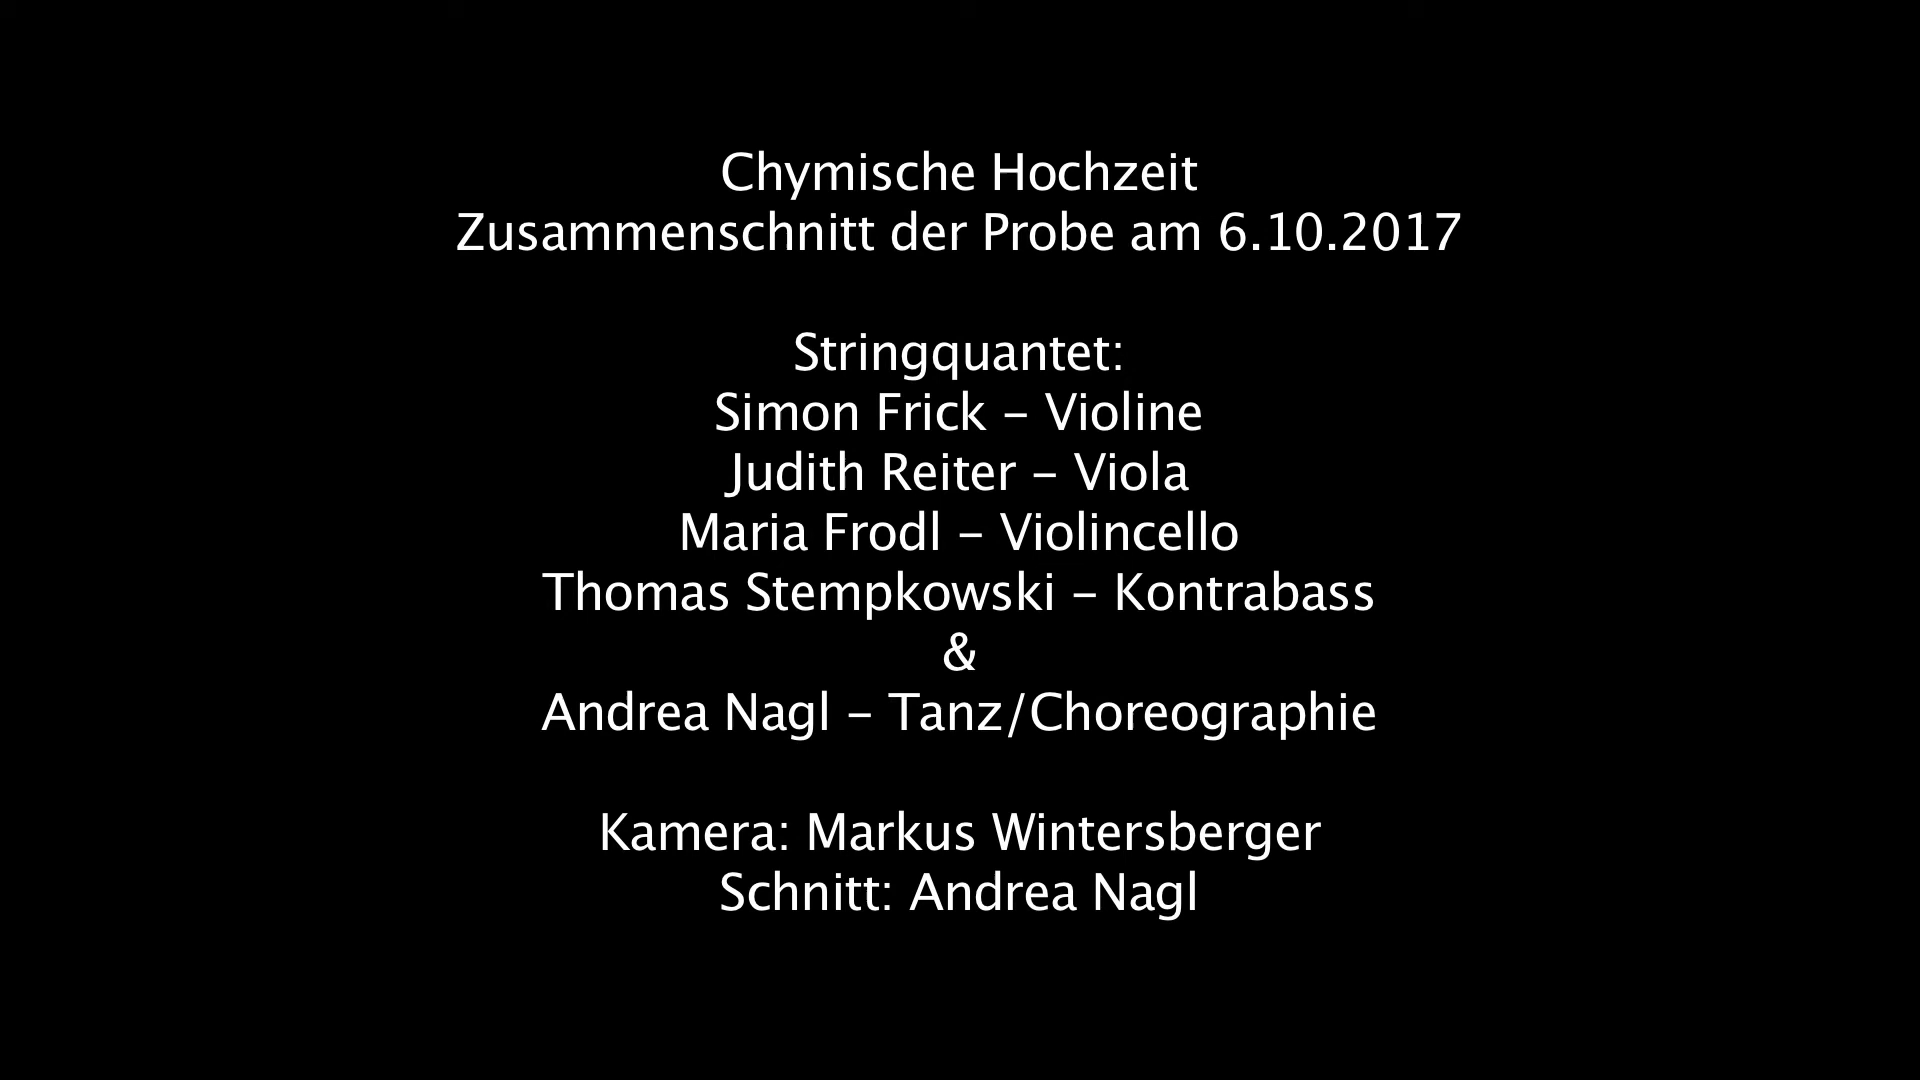 Chymische Hochzeit
Zusammenschnitt der Probe am 6.10.2017
Stringquantet:
Simon Frick - Violine
Judith Reiter - Viola
Maria Frodl - Violincello
Thomas Stempkowski - Kontrabass
&
Andrea Nagl - Tanz/Choreographie
Kamera: Markus Wintersberger
Schnitt: Andrea Nagl